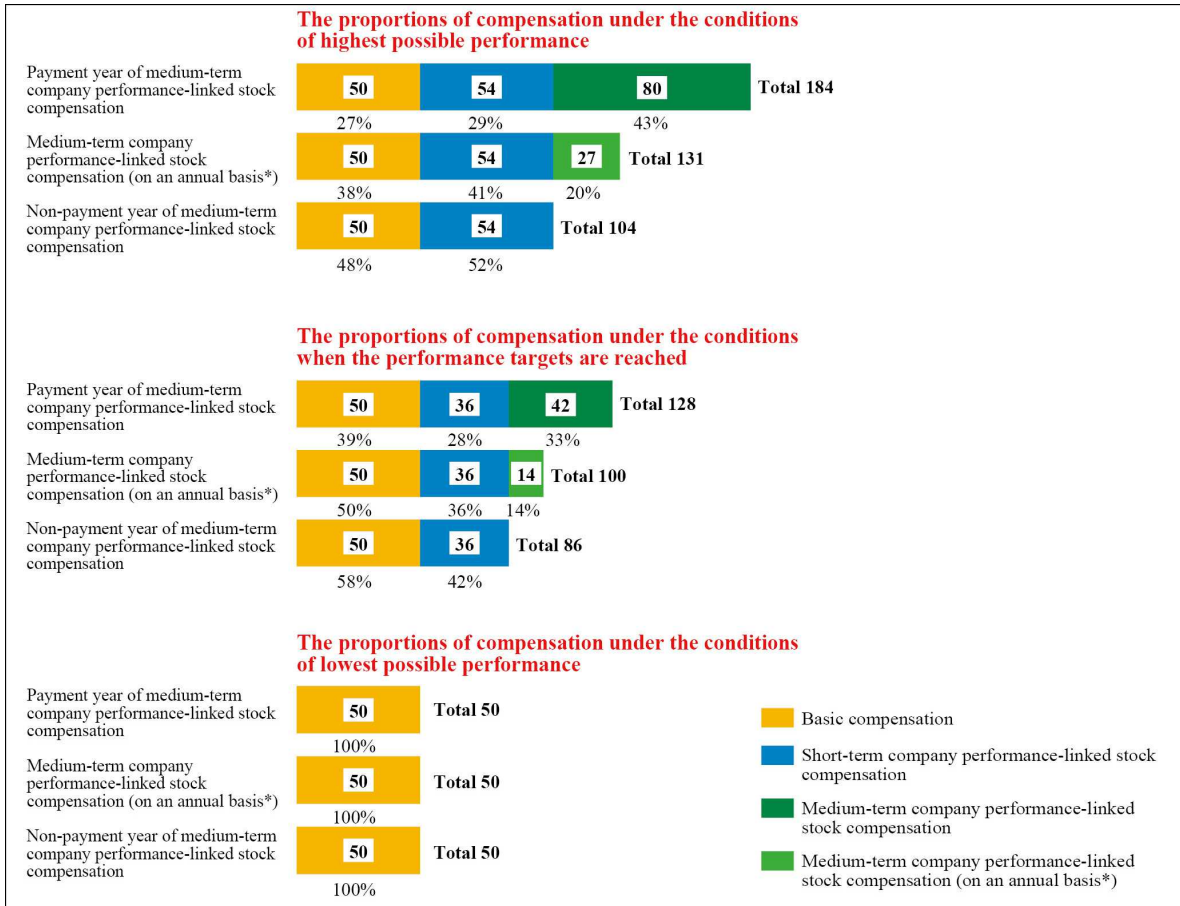 The proportions of compensation under the conditions
of highest possible performance
Payment year of medium-term
company performance-linked stock
compensation
50 54 80 Total 184
27% 29% 43%
Medium-term company
performance-linked stock
compensation (on an annual basis*)
50 54 27 Total 131
38% 41% 20%
Non-payment year of medium-term
company performance-linked stock
compensation
50 54 Total 104
48% 52%
The proportions of compensation under the conditions
when the performance targets are reached
Payment year of medium-term
company performance-linked stock
compensation
50 36 42 Total 128
39% 28% 33%
Medium-term company
performance-linked stock
compensation (on an annual basis*)
50 36 14 Total 100
50% 36% 14%
Non-payment year of medium-term
company performance-linked stock
compensation
50 36 Total 86
58% 42%
The proportions of compensation under the conditions
of lowest possible performance
Payment year of medium-term
company performance-linked stock
compensation
50 Total 50
100%
Medium-term company
performance-linked stock
compensation (on an annual basis*)
50 Total 50
100%
Non-payment year of medium-term
company performance-linked stock
compensation
50 Total 50
100%
Basic compensation
Short-term company performance-linked stock
compensation
Medium-term company performance-linked
stock compensation
Medium-term company performance-linked
stock compensation (on an annual basis*)